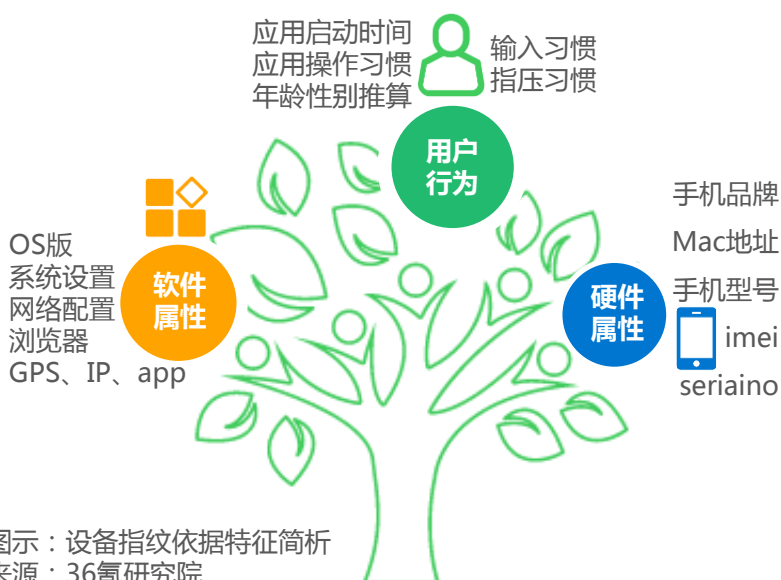 应用启动时间
应用操作习惯
年龄性别推算
输入习惯
指压习惯
用户
行为
OS版
系统设置
网络配置
浏览器
GPS、IP、app
软件
属性
硬件
属性
手机品牌
Mac地址
手机型号
imei
seriaino
图示：设备指纹依据特征简析
来源：36氪研究院